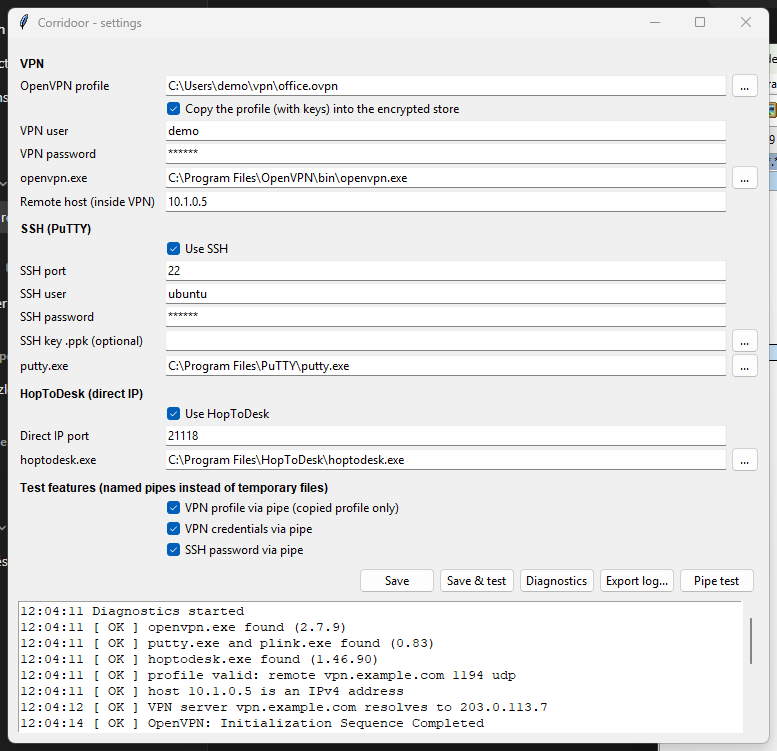 Corridoor - settings
VPN
OpenVPN profile C:\Users\demo\vpn\office.ovpn ...
Copy the profile (with keys) into the encrypted store
VPN user demo
VPN password ******
openvpn.exe C:\Program Files\OpenVPN\bin\openvpn.exe ...
Remote host (inside VPN) 10.1.0.5
SSH (PuTTY)
Use SSH
SSH port 22
SSH user ubuntu
SSH password ******
SSH key .ppk (optional) ...
putty.exe C:\Program Files\PuTTY\putty.exe ...
HopToDesk (direct IP)
Use HopToDesk
Direct IP port 21118
hoptodesk.exe C:\Program Files\HopToDesk\hoptodesk.exe ...
Test features (named pipes instead of temporary files)
VPN profile via pipe (copied profile only)
VPN credentials via pipe
SSH password via pipe
Save Save & test Diagnostics Export log... Pipe test
12:04:11 Diagnostics started
12:04:11 [ OK ] openvpn.exe found (2.7.9)
12:04:11 [ OK ] putty.exe and plink.exe found (0.83)
12:04:11 [ OK ] hoptodesk.exe found (1.46.90)
12:04:11 [ OK ] profile valid: remote vpn.example.com 1194 udp
12:04:11 [ OK ] host 10.1.0.5 is an IPv4 address
12:04:12 [ OK ] VPN server vpn.example.com resolves to 203.0.113.7
12:04:14 [ OK ] OpenVPN: Initialization Sequence Completed